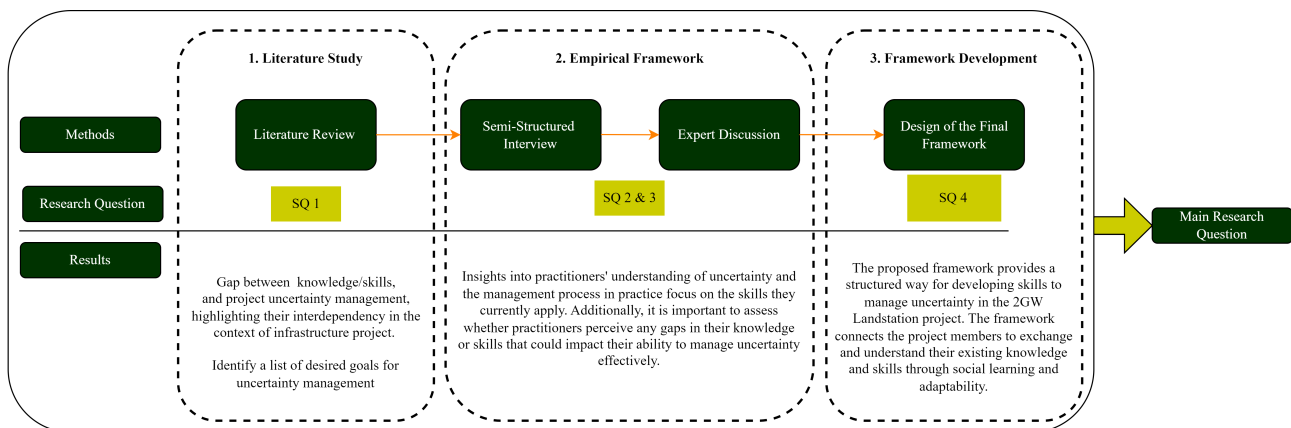 1. Literature Study
2. Empirical Framework
3. Framework Development
Methods
Literature Review
Semi-Structured
Interview
Expert Discussion
Design of the Final
Framework
Research Question
SQ 1
SQ 2 & 3
SQ 4
Main Research
Question
Results
Gap between knowledge/skills,
and project uncertainty management,
highlighting their interdependency in the
context of infrastructure project.
Identify a list of desired goals for
uncertainty management
Insights into practitioners' understanding of uncertainty and
the management process in practice focus on the skills they
currently apply. Additionally, it is important to assess
whether practitioners perceive any gaps in their knowledge
or skills that could impact their ability to manage uncertainty
effectively.
The proposed framework provides a
structured way for developing skills to
manage uncertainty in the 2GW
Landstation project. The framework
connects the project members to exchange
and understand their existing knowledge
and skills through social learning and
adaptability.